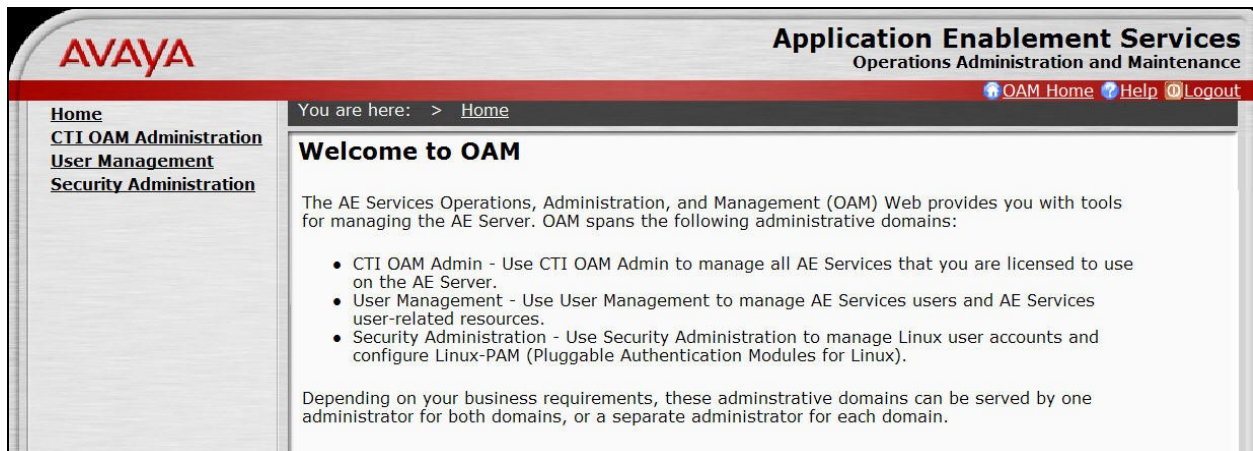 AVAYA
Application Enablement Services
Operations Administration and Maintenance
OAM Home Help Logout
Home
CTI OAM Administration
User Management
Security Administration
You are here: > Home
Welcome to OAM
The AE Services Operations, Administration, and Management (OAM) Web provides you with tools
for managing the AE Server. OAM spans the following administrative domains:
● CTI OAM Admin - Use CTI OAM Admin to manage all AE Services that you are licensed to use
on the AE Server.
● User Management - Use User Management to manage AE Services users and AE Services
user-related resources.
● Security Administration - Use Security Administration to manage Linux user accounts and
configure Linux-PAM (Pluggable Authentication Modules for Linux).
Depending on your business requirements, these adminstrative domains can be served by one
administrator for both domains, or a separate administrator for each domain.